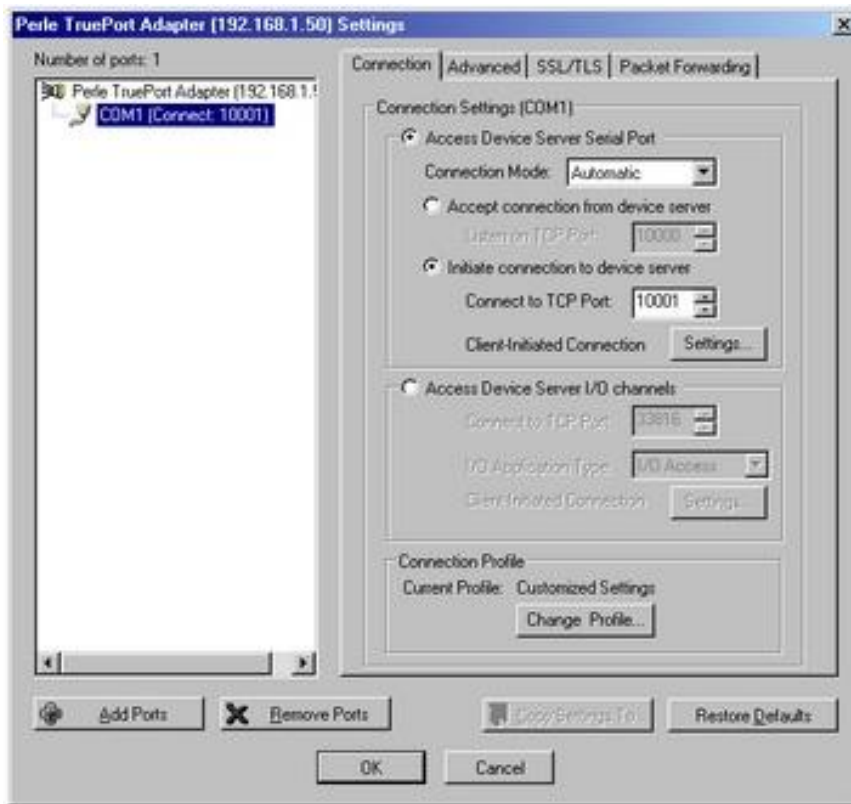 Perle TruePort Adapter (192.168.1.50) Settings
Number of ports: 1
Perle TruePort Adapter (192.168.1.5
COM1 (Connect: 10001)
Connection Advanced SSL/TLS Packet Forwarding
Connection Settings (COM1)
Access Device Server Serial Port
Connection Mode: Automatic
Accept connection from device server
Listen on TCP Port: 10000
Initiate connection to device server
Connect to TCP Port: 10001
Client-Initiated Connection Settings...
Access Device Server I/O channels
Connect to TCP Port: 33816
I/O Application Type: I/O Access
Client-Initiated Connection Settings...
Connection Profile
Current Profile: Customized Settings
Change Profile...
Add Ports Remove Ports Copy Settings To... Restore Defaults
OK Cancel